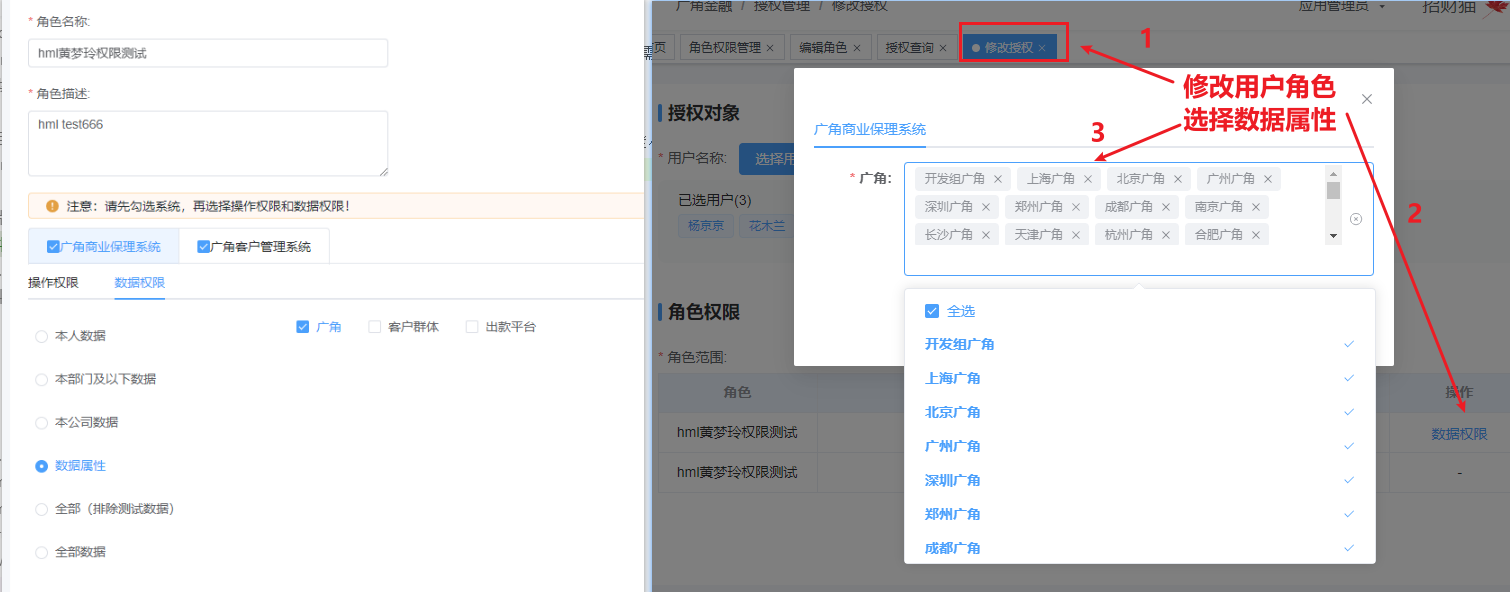 * 角色名称:
hml黄梦玲权限测试
* 角色描述:
hml test666
注意：请先勾选系统，再选择操作权限和数据权限！
广角商业保理系统
广角客户管理系统
操作权限
数据权限
本人数据
广角
客户群体
出款平台
本部门及以下数据
本公司数据
数据属性
全部（排除测试数据）
全部数据
广角金融 / 授权管理 / 修改授权
应用管理员
招财猫
页
角色权限管理 ×
编辑角色 ×
授权查询 ×
修改授权 ×
1
修改用户角色
选择数据属性
授权对象
* 用户名称:
选择用
已选用户(3)
杨京京
花木兰
角色权限
* 角色范围:
角色
操作
hml黄梦玲权限测试
数据权限
hml黄梦玲权限测试
-
广角商业保理系统
3
2
* 广角:
开发组广角 ×
上海广角 ×
北京广角 ×
广州广角 ×
深圳广角 ×
郑州广角 ×
成都广角 ×
南京广角 ×
长沙广角 ×
天津广角 ×
杭州广角 ×
合肥广角 ×
全选
开发组广角
上海广角
北京广角
广州广角
深圳广角
郑州广角
成都广角